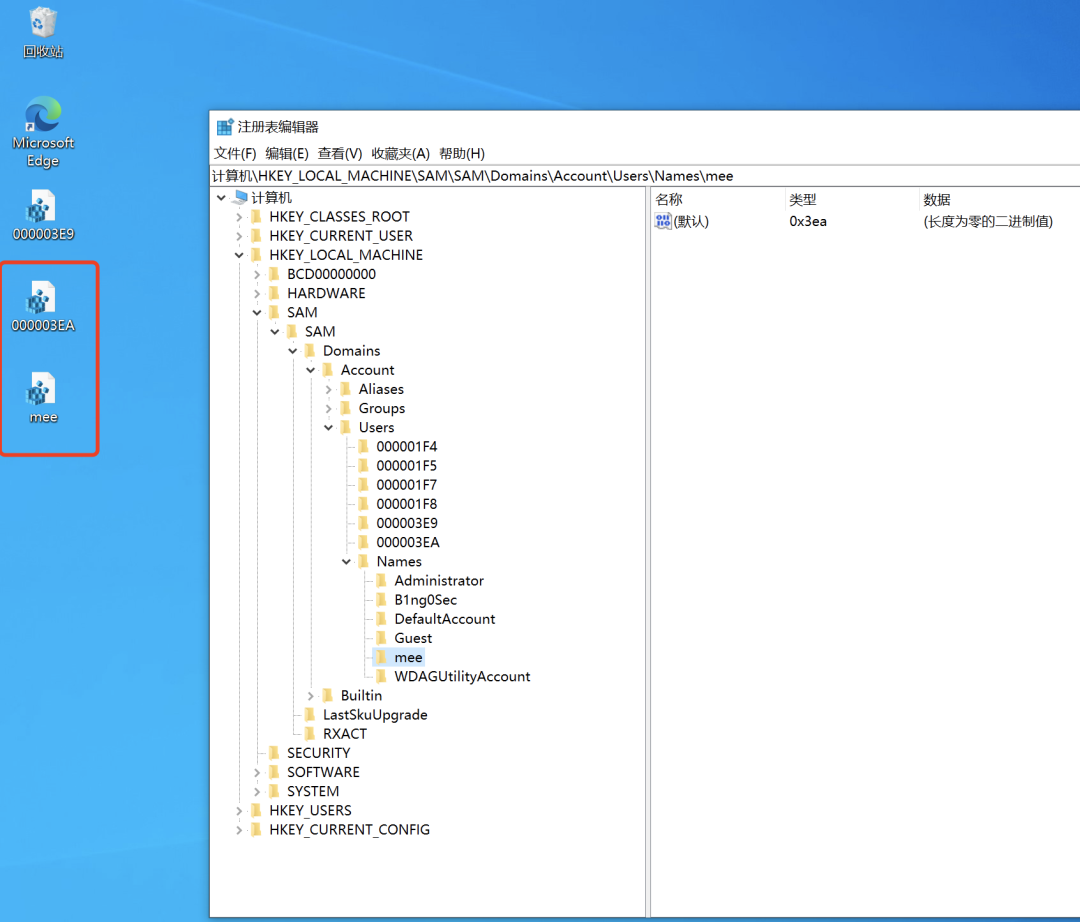 回收站
Microsoft
Edge
000003E9
000003EA
mee
注册表编辑器
文件(F) 编辑(E) 查看(V) 收藏夹(A) 帮助(H)
计算机\HKEY_LOCAL_MACHINE\SAM\SAM\Domains\Account\Users\Names\mee
计算机
HKEY_CLASSES_ROOT
HKEY_CURRENT_USER
HKEY_LOCAL_MACHINE
BCD00000000
HARDWARE
SAM
SAM
Domains
Account
Aliases
Groups
Users
000001F4
000001F5
000001F7
000001F8
000003E9
000003EA
Names
Administrator
B1ng0Sec
DefaultAccount
Guest
mee
WDAGUtilityAccount
Builtin
LastSkuUpgrade
RXACT
SECURITY
SOFTWARE
SYSTEM
HKEY_USERS
HKEY_CURRENT_CONFIG
名称 类型 数据
(默认) 0x3ea (长度为零的二进制值)